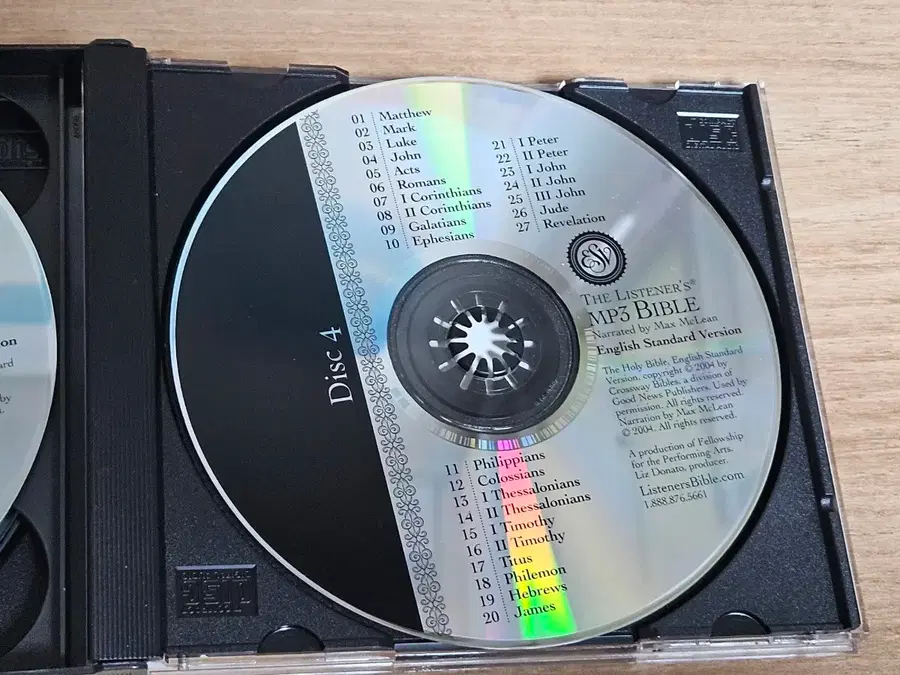 01 Matthew
02 Mark
03 Luke
04 John
05 Acts
06 Romans
07 I Corinthians
08 II Corinthians
09 Galatians
10 Ephesians
21 I Peter
22 II Peter
23 I John
24 II John
25 III John
26 Jude
27 Revelation
ESV
THE LISTENER'S®
MP3 BIBLE
Narrated by Max McLean
English Standard Version
The Holy Bible, English Standard
Version, copyright © 2004 by
Crossway Bibles, a division of
Good News Publishers. Used by
permission. All rights reserved.
Narration by Max McLean
© 2004. All rights reserved.
A production of Fellowship
for the Performing Arts.
Liz Donato, producer.
ListenersBible.com
1.888.876.5661
Disc 4
11 Philippians
12 Colossians
13 I Thessalonians
14 II Thessalonians
15 I Timothy
16 II Timothy
17 Titus
18 Philemon
19 Hebrews
20 James
COMPACT
DIGITAL AUDIO
on
ard
by
s.